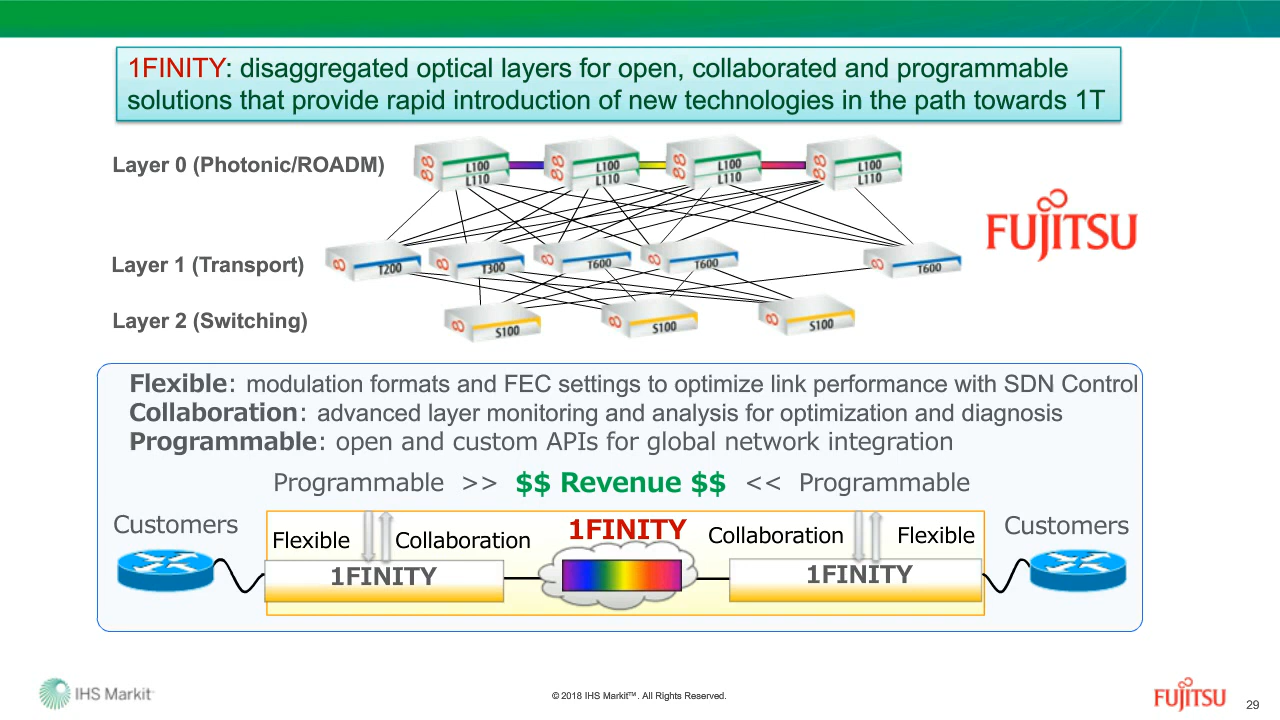 1FINITY: disaggregated optical layers for open, collaborated and programmable
solutions that provide rapid introduction of new technologies in the path towards 1T
Layer 0 (Photonic/ROADM)
L100
L110
L100
L110
L100
L110
L100
L110
FUJITSU
Layer 1 (Transport)
T200
T300
T600
T600
T600
Layer 2 (Switching)
S100
S100
S100
Flexible: modulation formats and FEC settings to optimize link performance with SDN Control
Collaboration: advanced layer monitoring and analysis for optimization and diagnosis
Programmable: open and custom APIs for global network integration
Programmable >> $$ Revenue $$ << Programmable
Customers
Flexible
Collaboration
1FINITY
Collaboration
Flexible
Customers
1FINITY
1FINITY
IHS Markit™
© 2018 IHS Markit™. All Rights Reserved.
FUJITSU
29